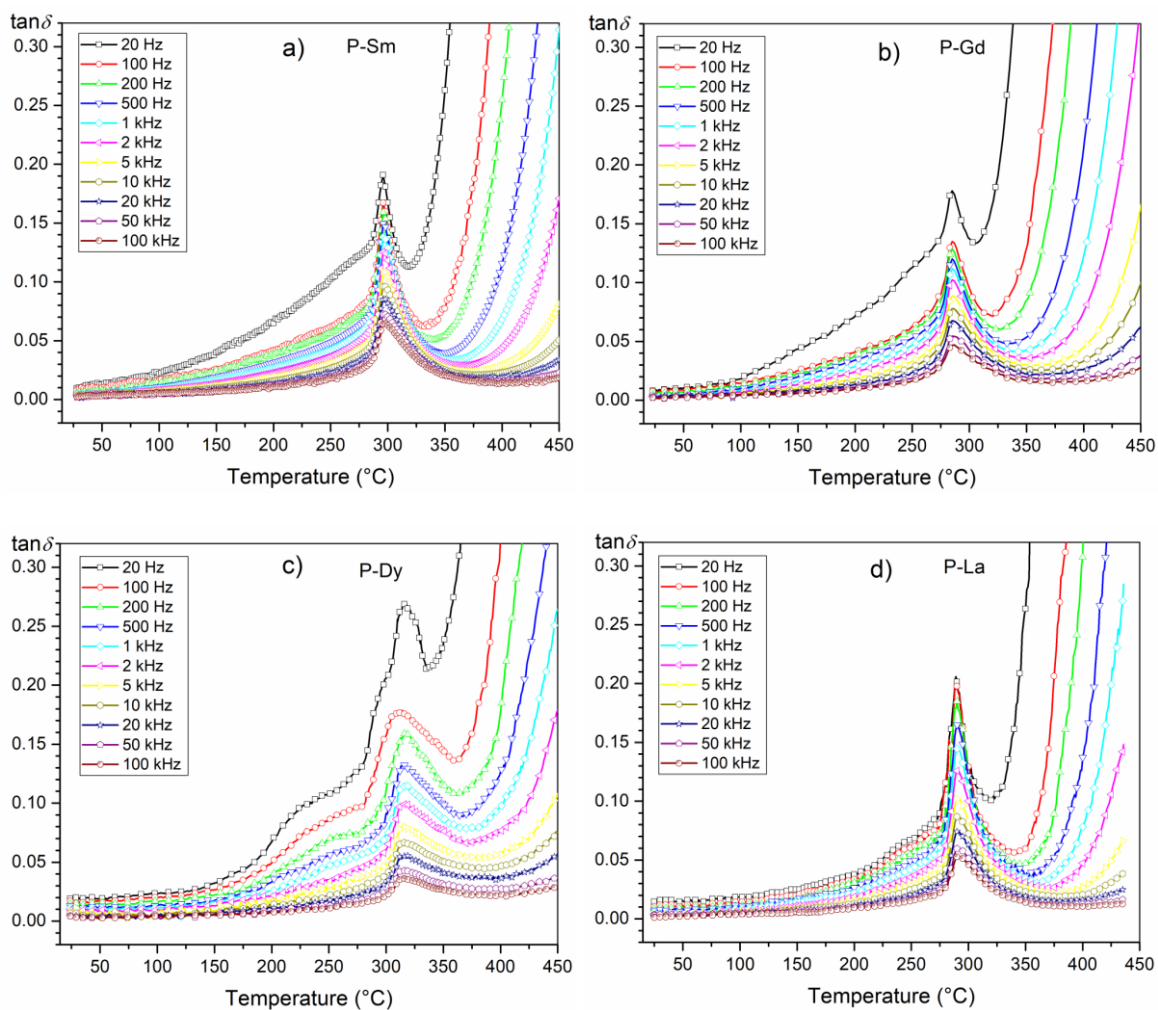 tanδ
0.30
0.25
0.20
0.15
0.10
0.05
0.00
20 Hz
100 Hz
200 Hz
500 Hz
1 kHz
2 kHz
5 kHz
10 kHz
20 kHz
50 kHz
100 kHz
a)
P-Sm
50 100 150 200 250 300 350 400 450
Temperature (°C)
tanδ
0.30
0.25
0.20
0.15
0.10
0.05
0.00
20 Hz
100 Hz
200 Hz
500 Hz
1 kHz
2 kHz
5 kHz
10 kHz
20 kHz
50 kHz
100 kHz
b)
P-Gd
50 100 150 200 250 300 350 400 450
Temperature (°C)
tanδ
0.30
0.25
0.20
0.15
0.10
0.05
0.00
20 Hz
100 Hz
200 Hz
500 Hz
1 kHz
2 kHz
5 kHz
10 kHz
20 kHz
50 kHz
100 kHz
c)
P-Dy
50 100 150 200 250 300 350 400 450
Temperature (°C)
tanδ
0.30
0.25
0.20
0.15
0.10
0.05
0.00
20 Hz
100 Hz
200 Hz
500 Hz
1 kHz
2 kHz
5 kHz
10 kHz
20 kHz
50 kHz
100 kHz
d)
P-La
50 100 150 200 250 300 350 400 450
Temperature (°C)